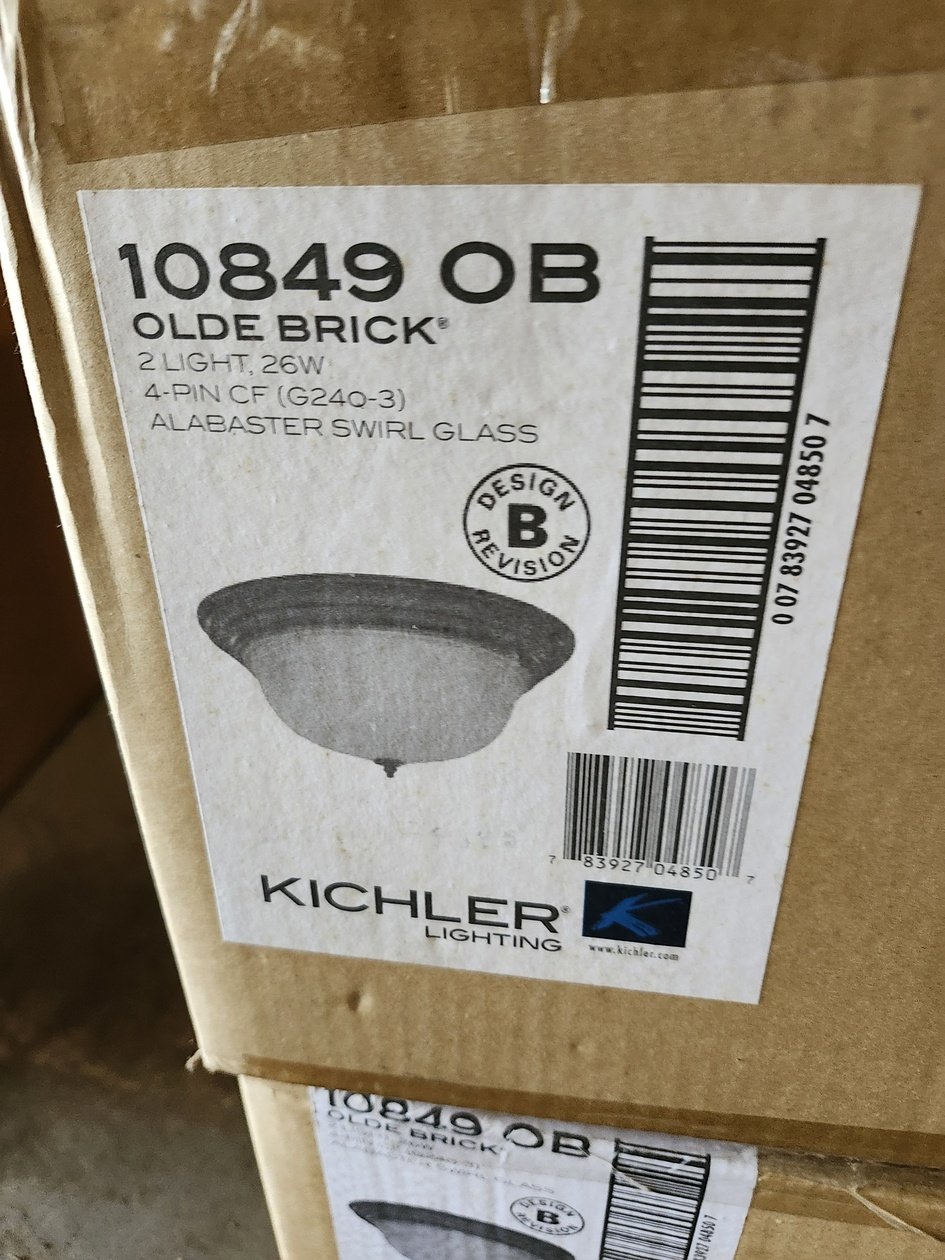 10849 OB
OLDE BRICK®
2 LIGHT, 26W
4-PIN CF (G24Q-3)
ALABASTER SWIRL GLASS
DESIGN
B
REVISION
0 07 83927 04850 7
7 83927 04850 7
KICHLER®
LIGHTING
www.kichler.com
10849 OB
OLDE BRICK
DESIGN
B
REVISION